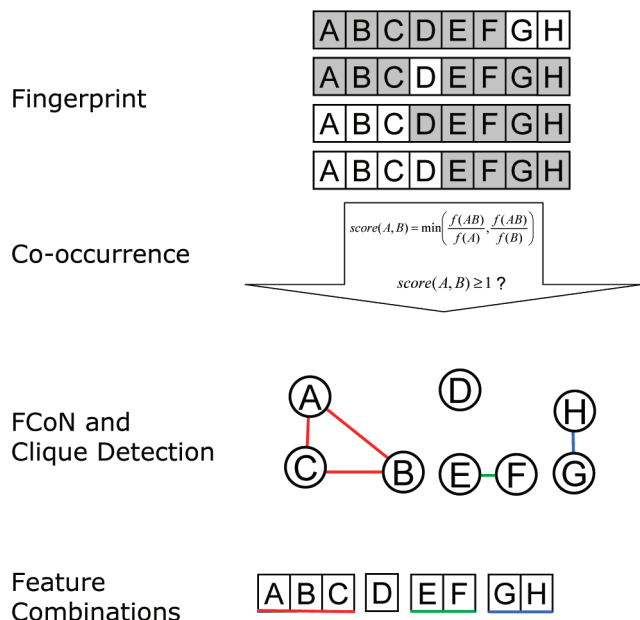 A B C D E F G H
A B C D E F G H
Fingerprint
A B C D E F G H
A B C D E F G H
score(A, B) = min(f(AB)/f(A), f(AB)/f(B))
Co-occurrence
score(A, B) ≥ 1 ?
A
D
H
FCoN and
Clique Detection
C
B
E
F
G
Feature
Combinations
A B C D E F G H